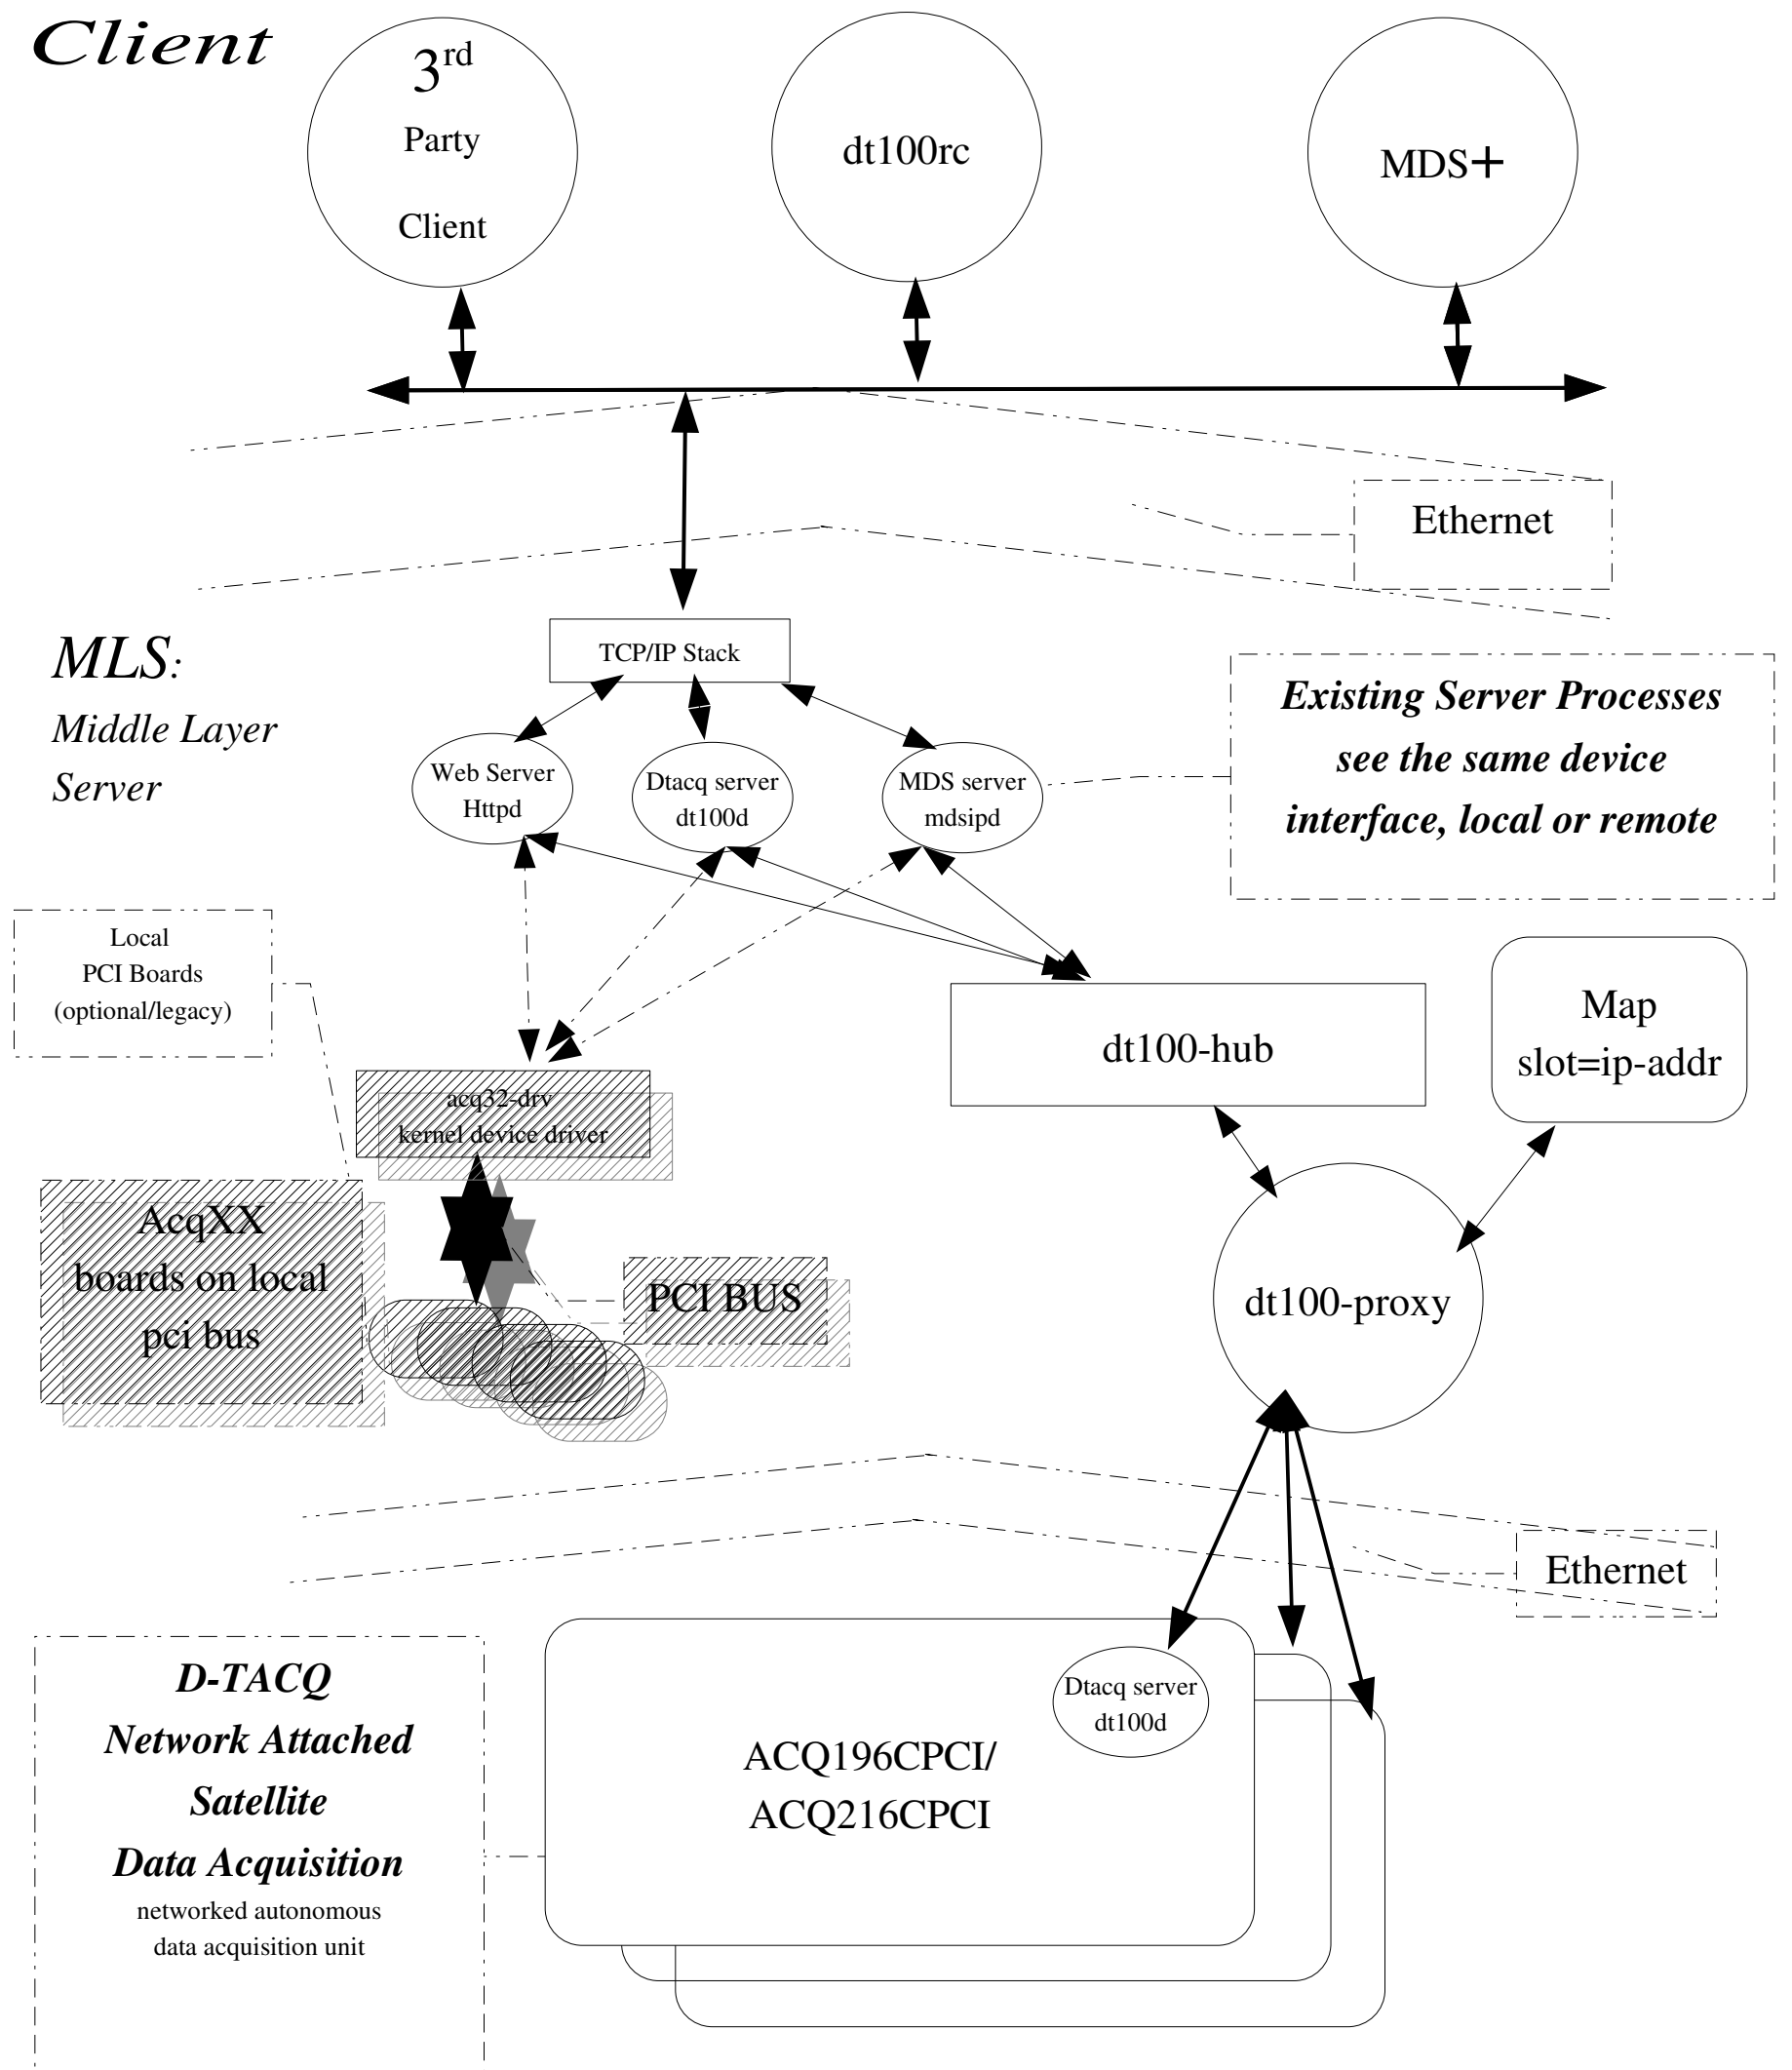 Client
3rd
Party
Client
dt100rc
MDS+
Ethernet
TCP/IP Stack
MLS:
Middle Layer
Server
Existing Server Processes
see the same device
interface, local or remote
Web Server
Httpd
Dtacq server
dt100d
MDS server
mdsipd
Local
PCI Boards
(optional/legacy)
Map
slot=ip-addr
dt100-hub
acq32-drv
kernel device driver
AcqXX
boards on local
pci bus
PCI BUS
dt100-proxy
Ethernet
D-TACQ
Network Attached
Satellite
Data Acquisition
networked autonomous
data acquisition unit
Dtacq server
dt100d
ACQ196CPCI/
ACQ216CPCI